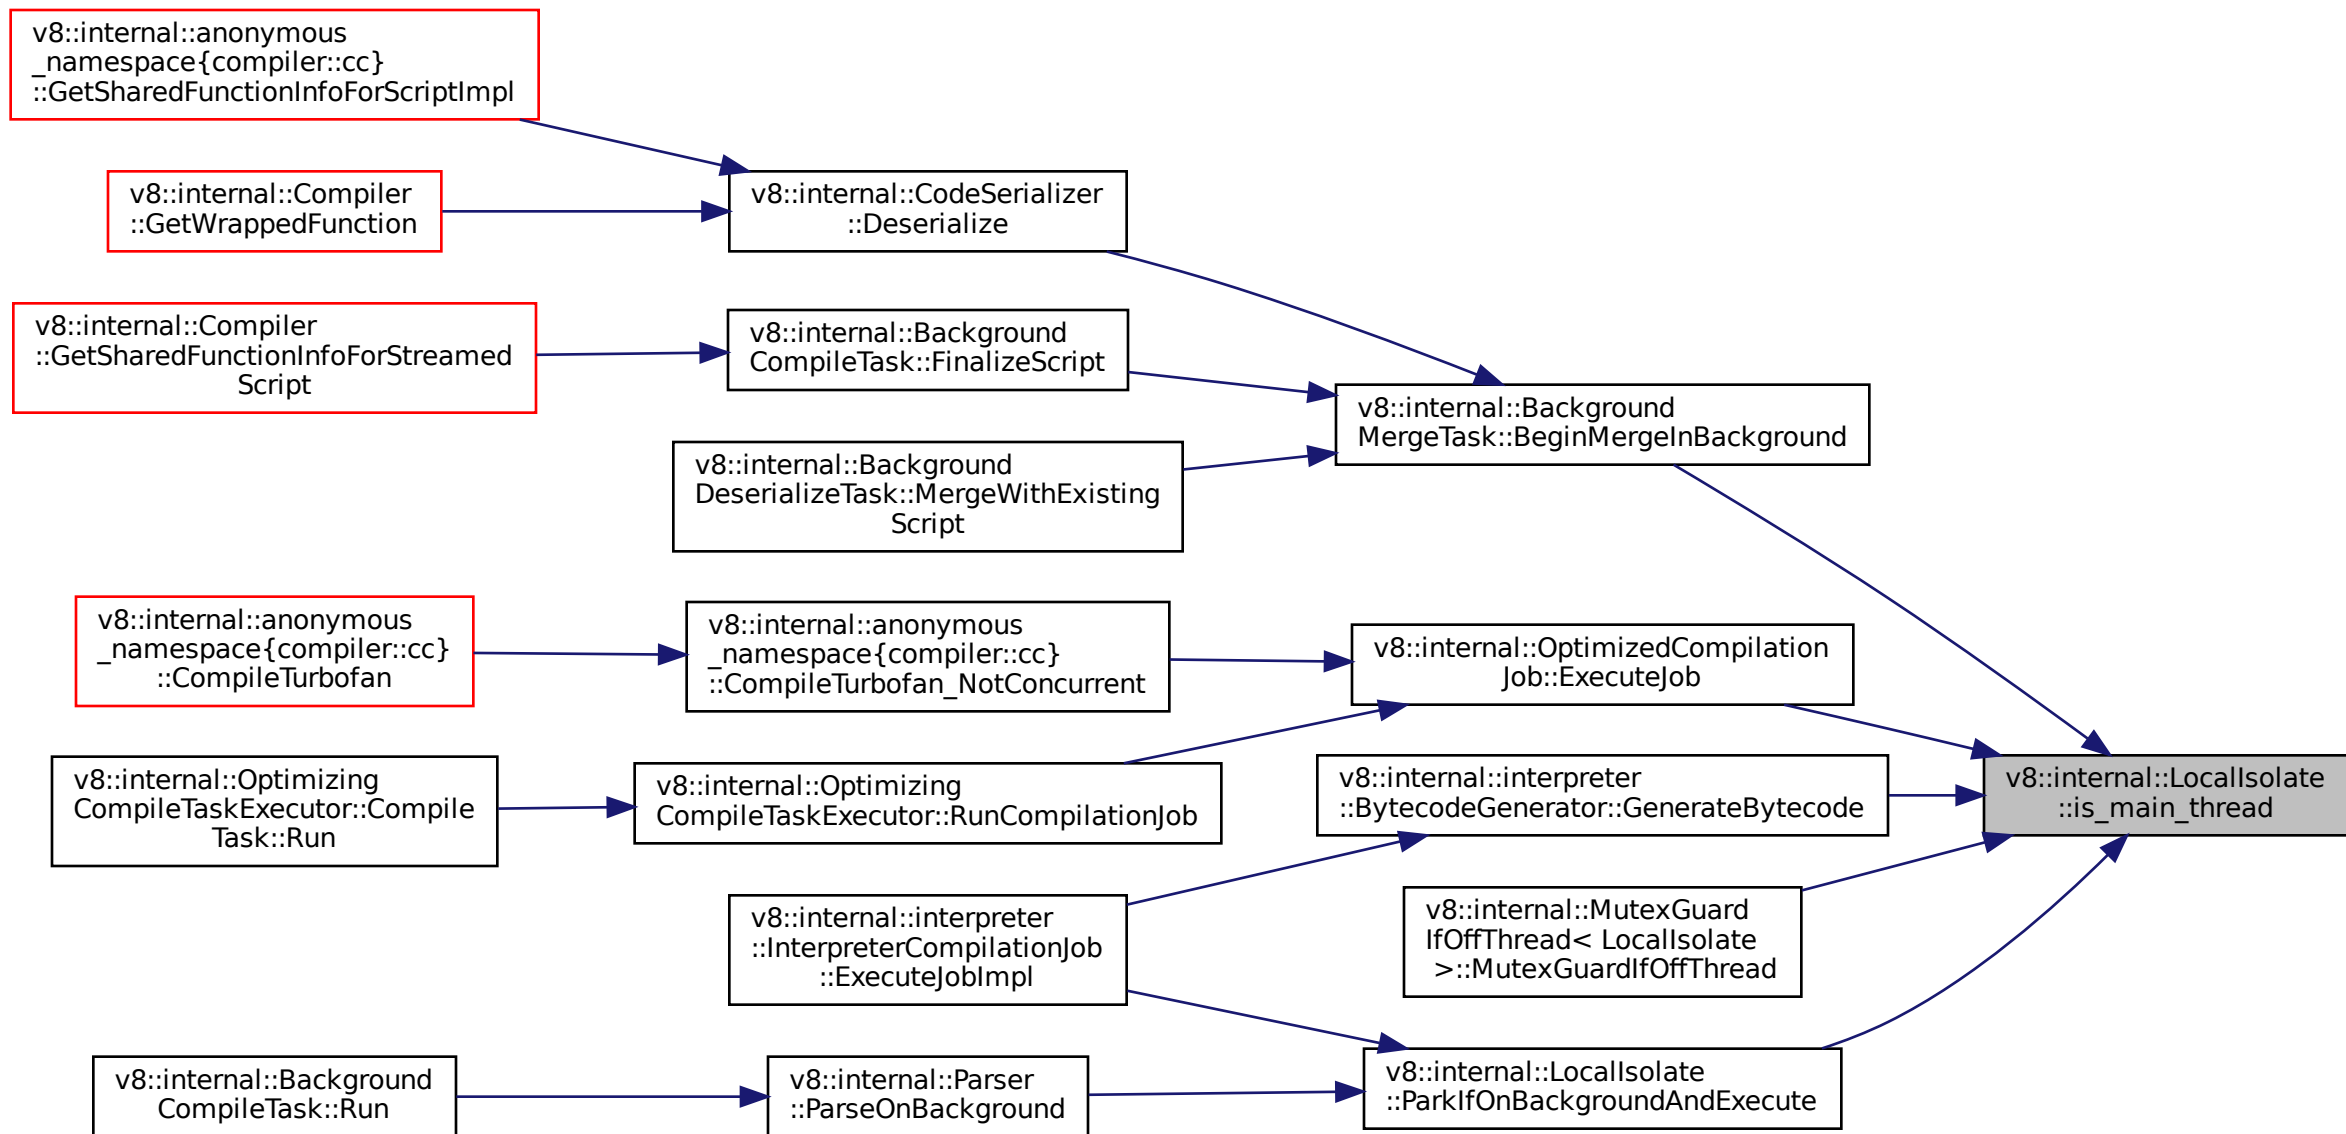 v8::internal::anonymous
_namespace{compiler::cc}
::GetSharedFunctionInfoForScriptImpl
v8::internal::Compiler
::GetWrappedFunction
v8::internal::CodeSerializer
::Deserialize
v8::internal::Compiler
::GetSharedFunctionInfoForStreamed
Script
v8::internal::Background
CompileTask::FinalizeScript
v8::internal::Background
MergeTask::BeginMergeInBackground
v8::internal::Background
DeserializeTask::MergeWithExisting
Script
v8::internal::anonymous
_namespace{compiler::cc}
::CompileTurbofan
v8::internal::anonymous
_namespace{compiler::cc}
::CompileTurbofan_NotConcurrent
v8::internal::OptimizedCompilation
Job::ExecuteJob
v8::internal::Optimizing
CompileTaskExecutor::Compile
Task::Run
v8::internal::Optimizing
CompileTaskExecutor::RunCompilationJob
v8::internal::interpreter
::BytecodeGenerator::GenerateBytecode
v8::internal::LocalIsolate
::is_main_thread
v8::internal::interpreter
::InterpreterCompilationJob
::ExecuteJobImpl
v8::internal::MutexGuard
IfOffThread< LocalIsolate
>::MutexGuardIfOffThread
v8::internal::Background
CompileTask::Run
v8::internal::Parser
::ParseOnBackground
v8::internal::LocalIsolate
::ParkIfOnBackgroundAndExecute